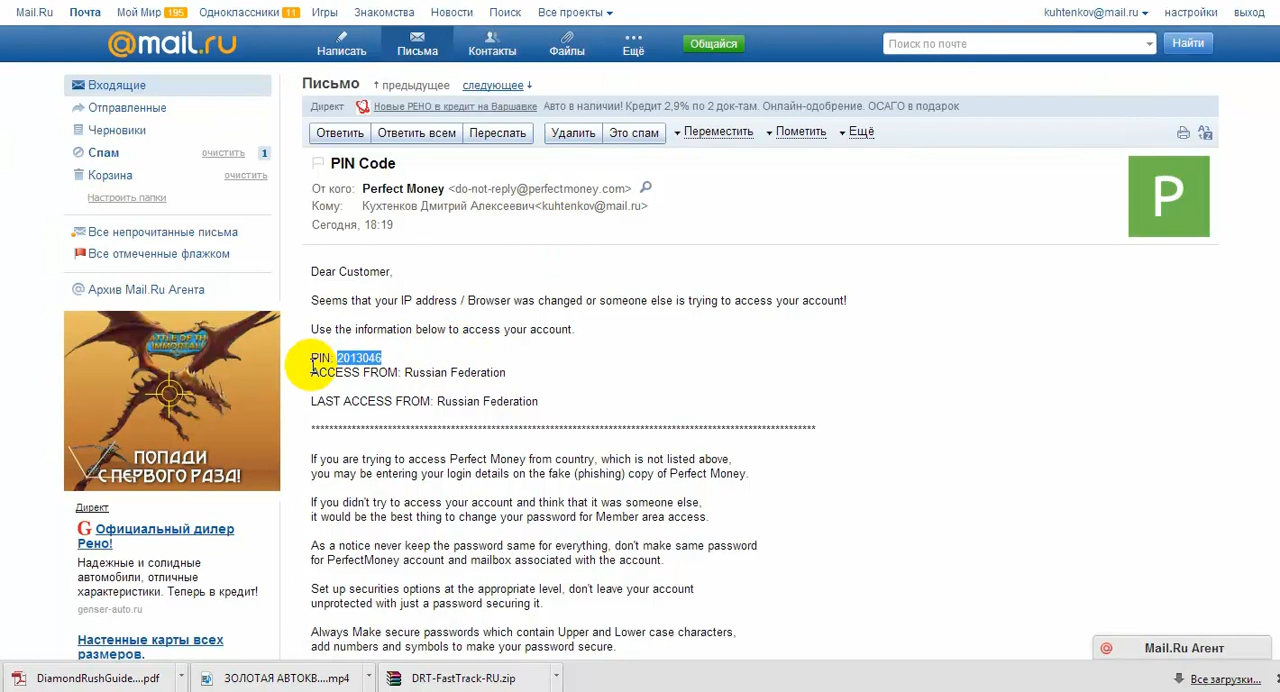 Mail.Ru Почта Мой Мир 195 Одноклассники 11 Игры Знакомства Новости Поиск Все проекты kuhtenkov@mail.ru настройки выход
@mail.ru Написать Письма Контакты Файлы Ещё Общайся Поиск по почте Найти
Входящие
Отправленные
Черновики
Спам очистить 1
Корзина очистить
Настроить папки
Все непрочитанные письма
Все отмеченные флажком
Архив Mail.Ru Агента
BATTLE OF THE
IMMORTALS
ПОПАДИ
С ПЕРВОГО РАЗА!
Директ
Официальный дилер
Рено!
Надежные и солидные
автомобили, отличные
характеристики. Теперь в кредит!
genser-auto.ru
Настенные карты всех
размеров.
Письмо ↑ предыдущее следующее ↓
Директ Новые РЕНО в кредит на Варшавке Авто в наличии! Кредит 2,9% по 2 док-там. Онлайн-одобрение. ОСАГО в подарок
Ответить Ответить всем Переслать Удалить Это спам Переместить Пометить Ещё
PIN Code
От кого: Perfect Money <do-not-reply@perfectmoney.com>
Кому: Кухтенков Дмитрий Алексеевич<kuhtenkov@mail.ru>
Сегодня, 18:19
P
Dear Customer,
Seems that your IP address / Browser was changed or someone else is trying to access your account!
Use the information below to access your account.
PIN: 2013046
ACCESS FROM: Russian Federation
LAST ACCESS FROM: Russian Federation
If you are trying to access Perfect Money from country, which is not listed above,
you may be entering your login details on the fake (phishing) copy of Perfect Money.
If you didn't try to access your account and think that it was someone else,
it would be the best thing to change your password for Member area access.
As a notice never keep the password same for everything, don't make same password
for PerfectMoney account and mailbox associated with the account.
Set up securities options at the appropriate level, don't leave your account
unprotected with just a password securing it.
Always Make secure passwords which contain Upper and Lower case characters,
add numbers and symbols to make your password secure.
Mail.Ru Агент
DiamondRushGuide....pdf ЗОЛОТАЯ АВТОКВ....mp4 DRT-FastTrack-RU.zip Все загрузки...